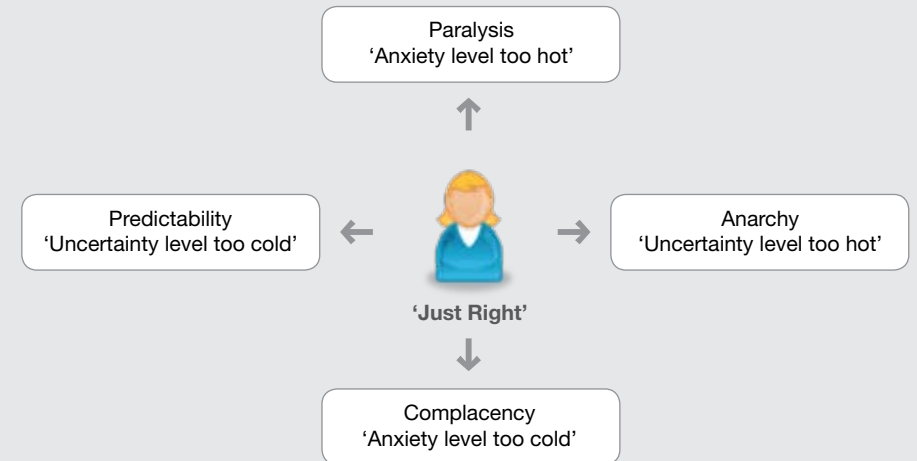 Paralysis
‘Anxiety level too hot’
Predictability
‘Uncertainty level too cold’
Anarchy
‘Uncertainty level too hot’
‘Just Right’
Complacency
‘Anxiety level too cold’